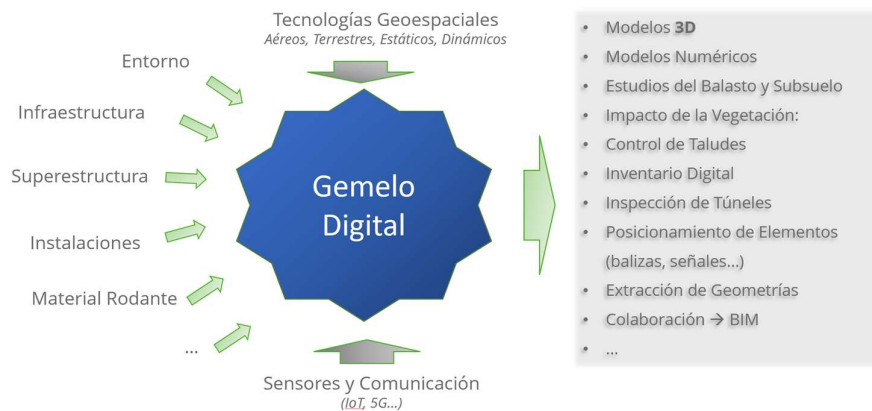 Tecnologías Geoespaciales
Aéreos, Terrestres, Estáticos, Dinámicos
Entorno
Infraestructura
Superestructura
Instalaciones
Material Rodante
...
Gemelo
Digital
Sensores y Comunicación
(IoT, 5G...)
• Modelos 3D
• Modelos Numéricos
• Estudios del Balasto y Subsuelo
• Impacto de la Vegetación:
• Control de Taludes
• Inventario Digital
• Inspección de Túneles
• Posicionamiento de Elementos
(balizas, señales...)
• Extracción de Geometrías
• Colaboración → BIM
• ...